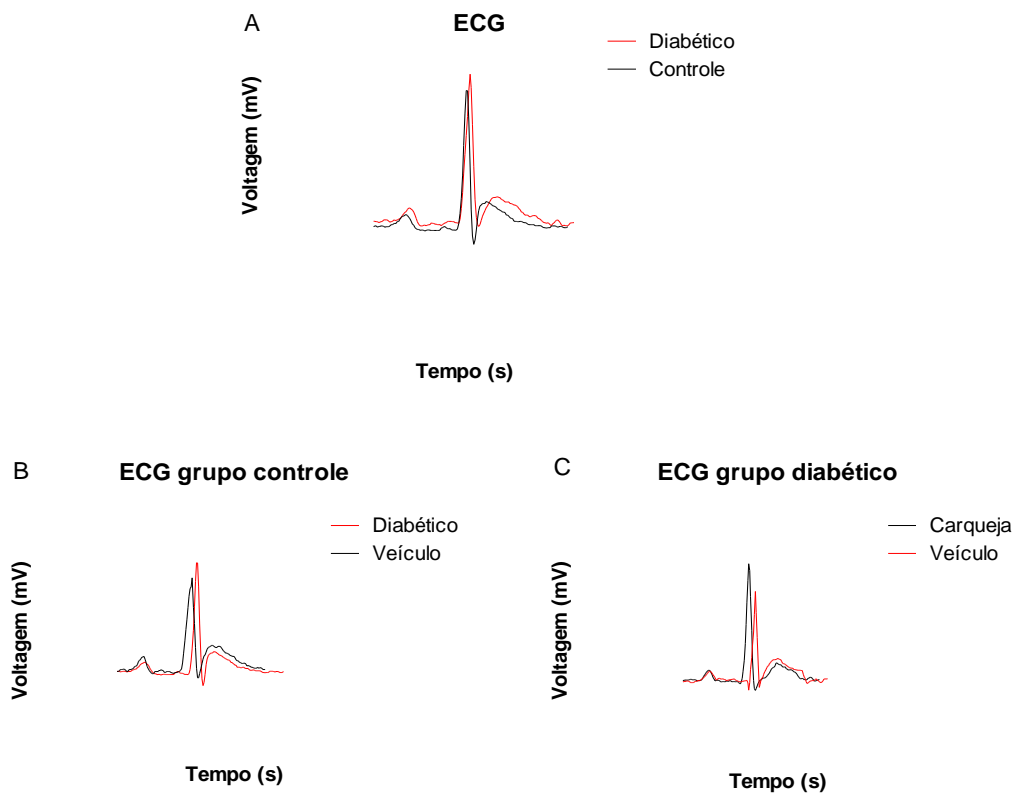 A
ECG
Diabético
Controle
Voltagem (mV)
Tempo (s)
B
ECG grupo controle
Diabético
Veículo
Voltagem (mV)
Tempo (s)
C
ECG grupo diabético
Carqueja
Veículo
Voltagem (mV)
Tempo (s)